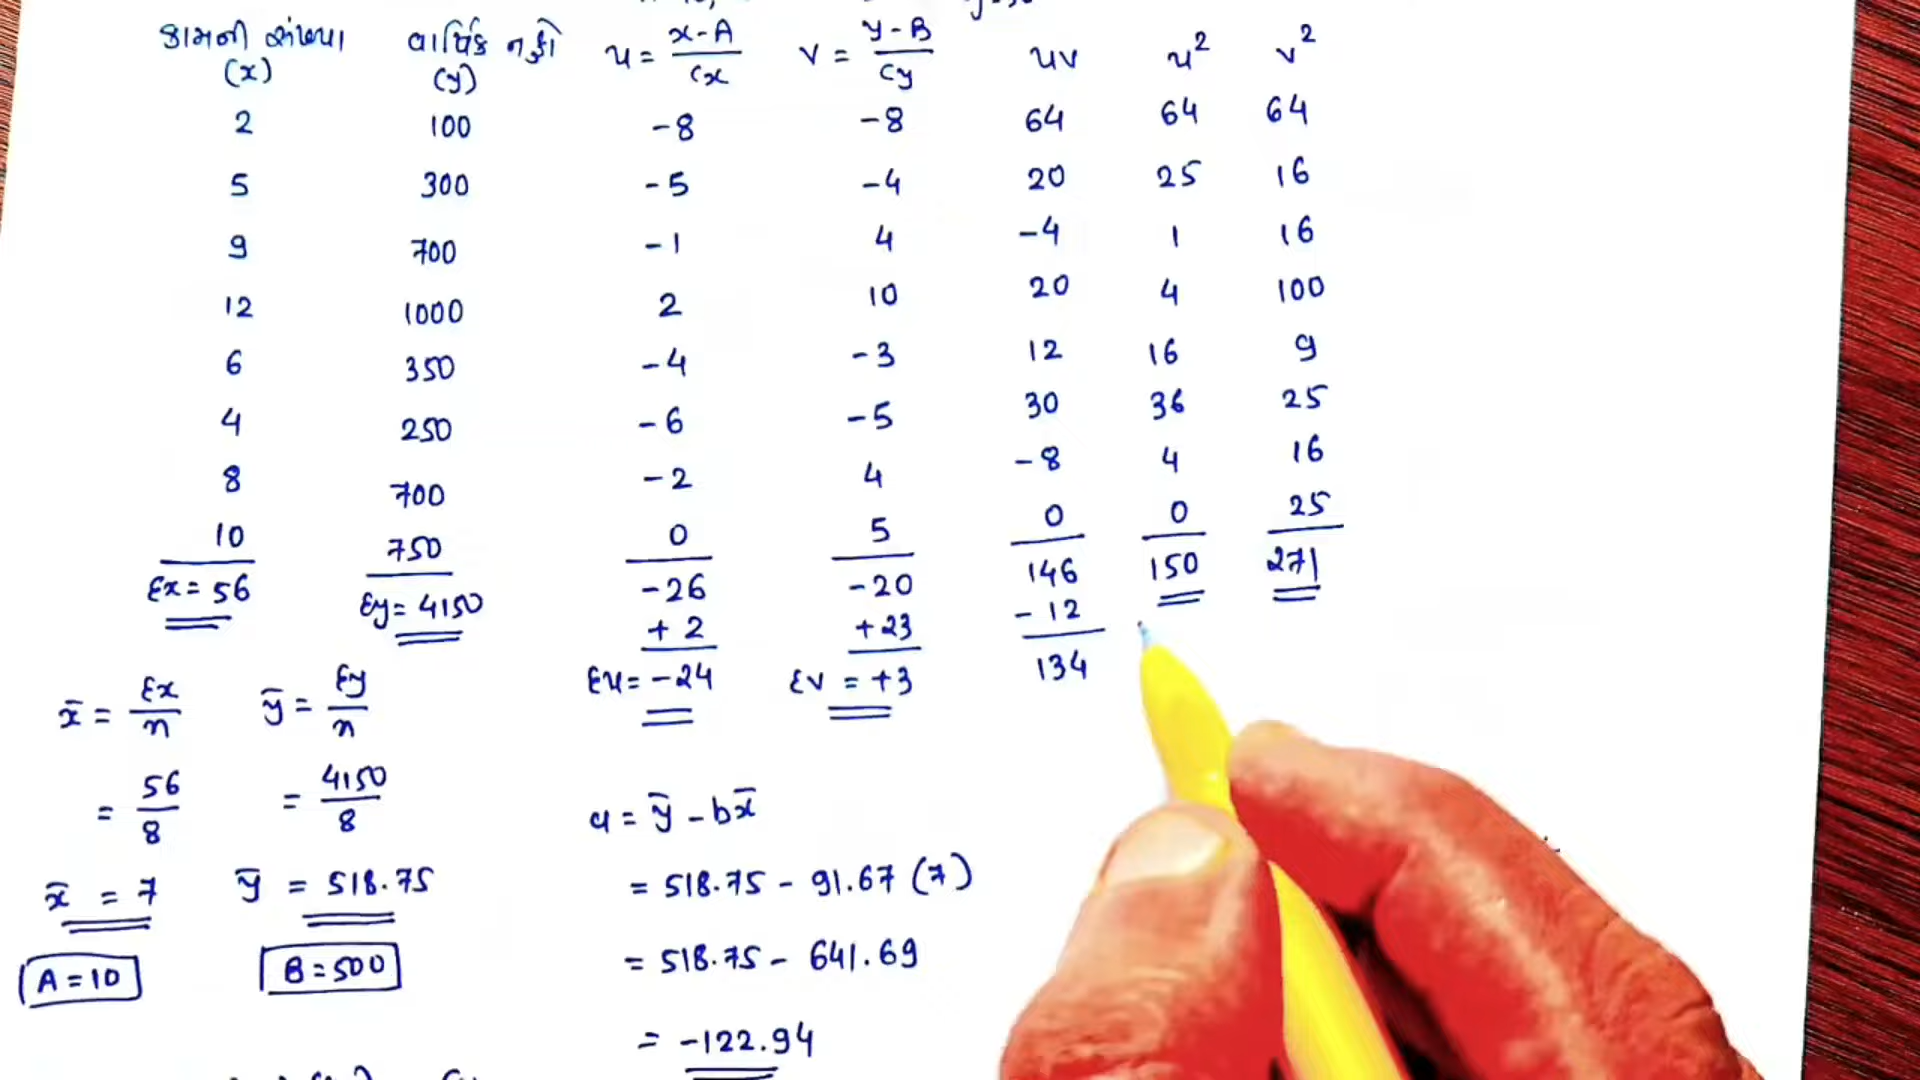 કામની સંખ્યા (x) વાર્ષિક નફો (y) u = x-A / Cx v = y-B / Cy uv u² v²
2 100 -8 -8 64 64 64
5 300 -5 -4 20 25 16
9 700 -1 4 -4 1 16
12 1000 2 10 20 4 100
6 350 -4 -3 12 16 9
4 250 -6 -5 30 36 25
8 700 -2 4 -8 4 16
10 750 0 5 0 0 25
Σx = 56 Σy = 4150 -26 -20 146 150 271
+ 2 + 23 - 12
Σu = -24 Σv = +3 134
x̄ = Σx / n ȳ = Σy / n
= 56 / 8 = 4150 / 8
x̄ = 7 ȳ = 518.75
A = 10 B = 500
a = ȳ - bx̄
= 518.75 - 91.67 (7)
= 518.75 - 641.69
= -122.94